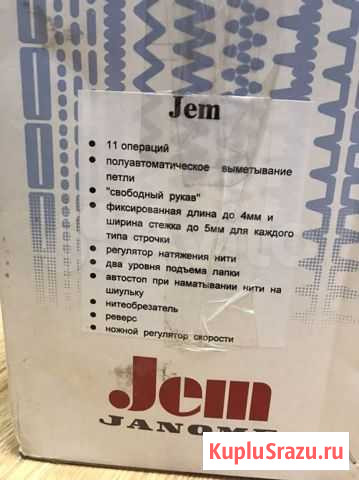 Jem
• 11 операций
• полуавтоматическое выметывание
петли
• "свободный рукав"
• фиксированная длина до 4мм и
ширина стежка до 5мм для каждого
типа строчки
• регулятор натяжения нити
• два уровня подъема лапки
• автостоп при наматывании нити на
шпульку
• нитеобрезатель
• реверс
• ножной регулятор скорости
Jem
JANOME
KupluSrazu.ru